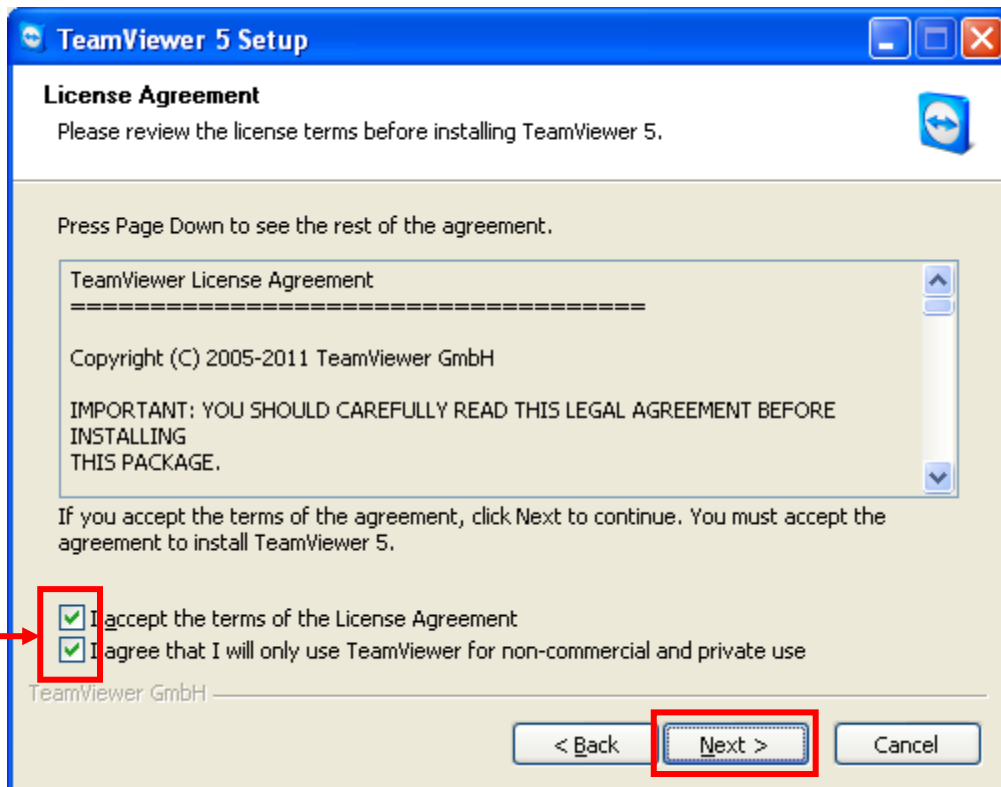 TeamViewer 5 Setup
License Agreement
Please review the license terms before installing TeamViewer 5.
Press Page Down to see the rest of the agreement.
TeamViewer License Agreement
====================================
Copyright (C) 2005-2011 TeamViewer GmbH
IMPORTANT: YOU SHOULD CAREFULLY READ THIS LEGAL AGREEMENT BEFORE
INSTALLING
THIS PACKAGE.
If you accept the terms of the agreement, click Next to continue. You must accept the
agreement to install TeamViewer 5.
I accept the terms of the License Agreement
I agree that I will only use TeamViewer for non-commercial and private use
TeamViewer GmbH
< Back Next > Cancel